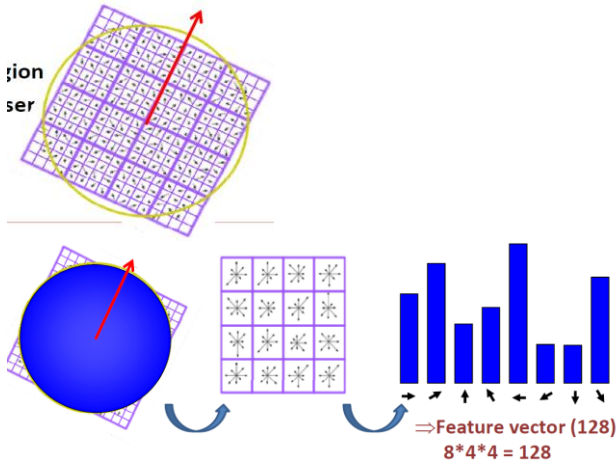 gion
ser
⇒Feature vector (128)
8*4*4 = 128